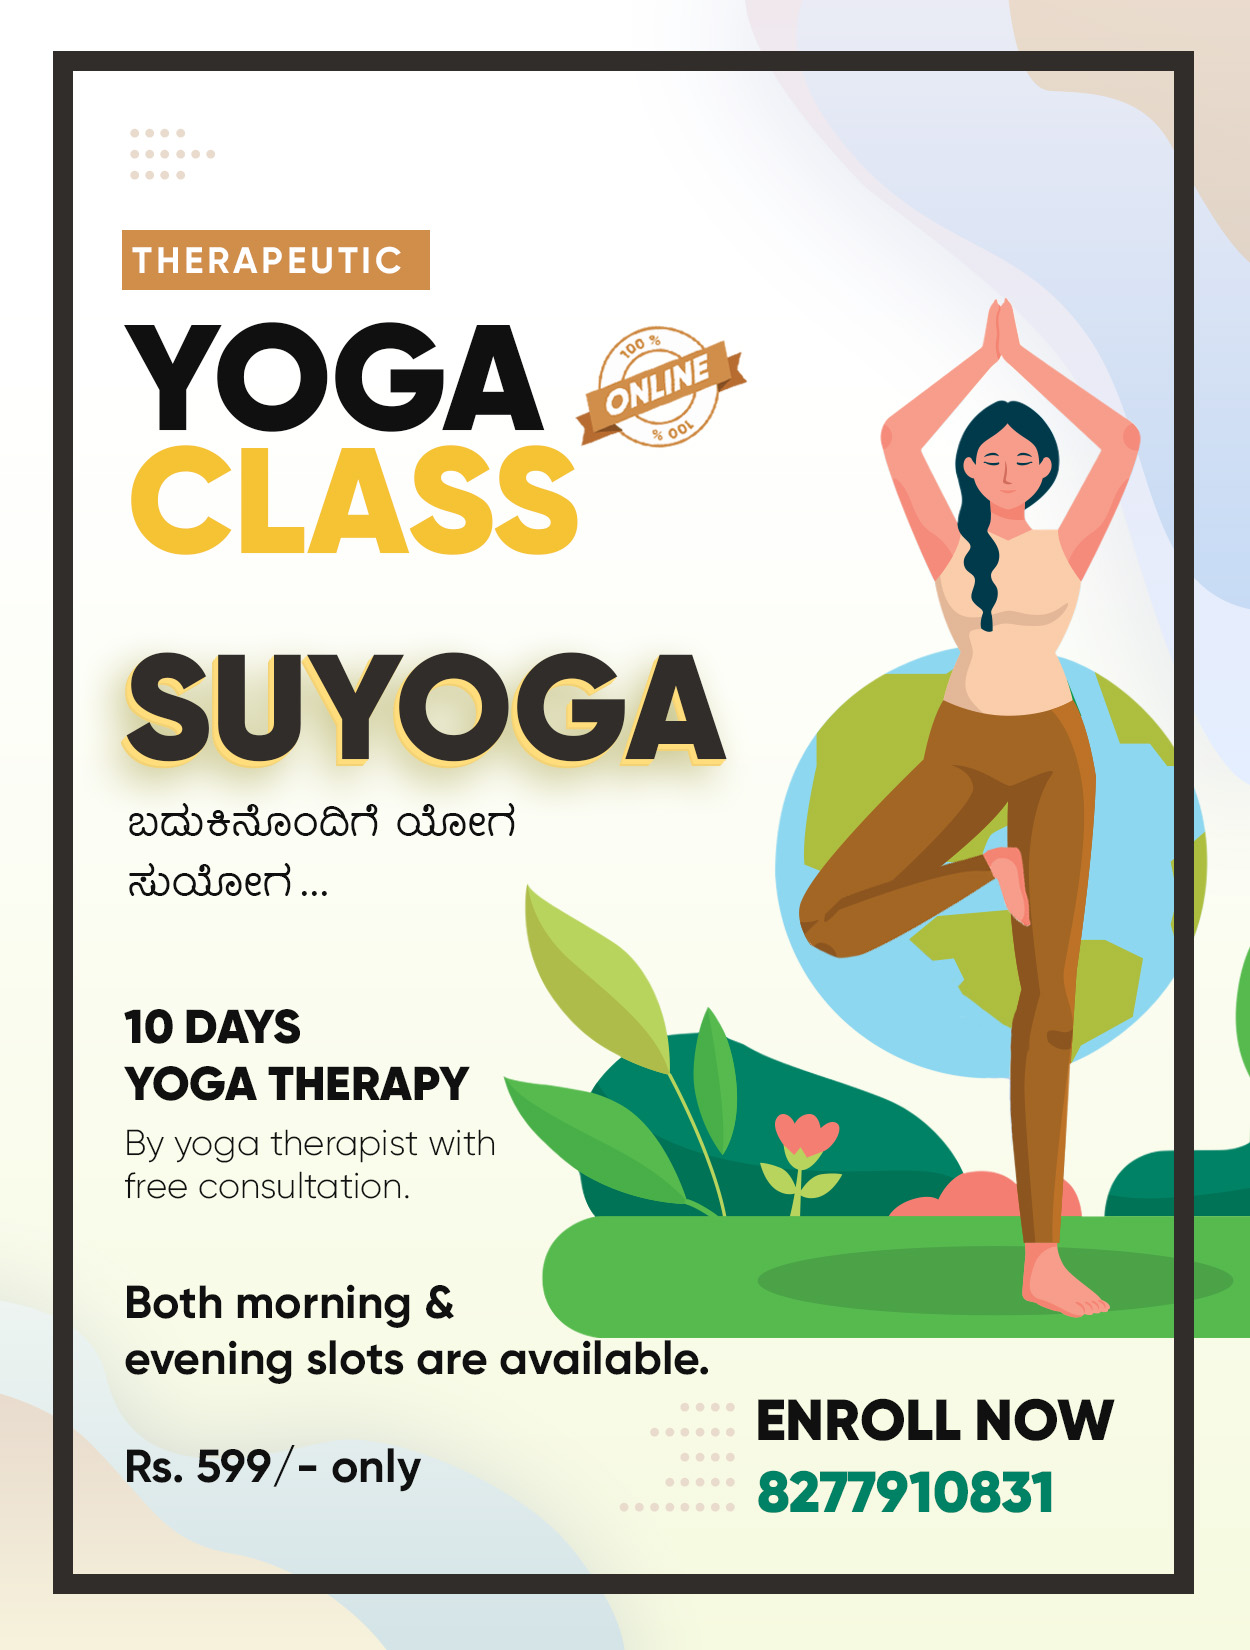 THERAPEUTIC
YOGA
CLASS
100 %
ONLINE
100 %
SUYOGA
ಬದುಕಿನೊಂದಿಗೆ ಯೋಗ
ಸುಯೋಗ...
10 DAYS
YOGA THERAPY
By yoga therapist with
free consultation.
Both morning &
evening slots are available.
Rs. 599/- only
ENROLL NOW
8277910831